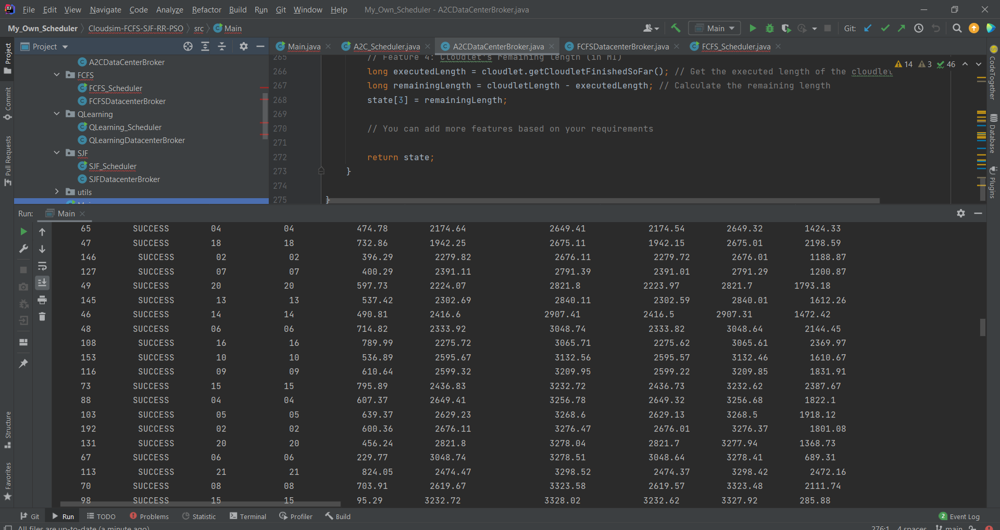 File Edit View Navigate Code Analyze Refactor Build Run Git Window Help My_Own_Scheduler - A2CDataCenterBroker.java
My_Own_Scheduler Cloudsim-FCFS-SJF-RR-PSO src Main Main Git:
Project Main.java A2C_Scheduler.java A2CDataCenterBroker.java FCFSDatacenterBroker.java FCFS_Scheduler.java
Project
Commit
Pull Requests
Structure
Favorites
A2CDataCenterBroker
FCFS
FCFS_Scheduler
FCFSDatacenterBroker
QLearning
QLearning_Scheduler
QLearningDatacenterBroker
SJF
SJF_Scheduler
SJFDatacenterBroker
utils
265 // Feature 4: Cloudlet's remaining length (in MI)
266 long executedLength = cloudlet.getCloudletFinishedSoFar(); // Get the executed length of the cloudlet
267 long remainingLength = cloudletLength - executedLength; // Calculate the remaining length
268 state[3] = remainingLength;
269
270 // You can add more features based on your requirements
271
272 return state;
273 }
274
275 }
14 3 46
CodeTogether
Database
Plugins
Run: Main
65 SUCCESS 04 04 474.78 2174.64 2649.41 2174.54 2649.32 1424.33
47 SUCCESS 18 18 732.86 1942.25 2675.11 1942.15 2675.01 2198.59
146 SUCCESS 02 02 396.29 2279.82 2676.11 2279.72 2676.01 1188.87
127 SUCCESS 07 07 400.29 2391.11 2791.39 2391.01 2791.29 1200.87
49 SUCCESS 20 20 597.73 2224.07 2821.8 2223.97 2821.7 1793.18
145 SUCCESS 13 13 537.42 2302.69 2840.11 2302.59 2840.01 1612.26
46 SUCCESS 14 14 490.81 2416.6 2907.41 2416.5 2907.31 1472.42
48 SUCCESS 06 06 714.82 2333.92 3048.74 2333.82 3048.64 2144.45
108 SUCCESS 16 16 789.99 2275.72 3065.71 2275.62 3065.61 2369.97
153 SUCCESS 10 10 536.89 2595.67 3132.56 2595.57 3132.46 1610.67
116 SUCCESS 09 09 610.64 2599.32 3209.95 2599.22 3209.85 1831.91
73 SUCCESS 15 15 795.89 2436.83 3232.72 2436.73 3232.62 2387.67
88 SUCCESS 04 04 607.37 2649.41 3256.78 2649.32 3256.68 1822.1
103 SUCCESS 05 05 639.37 2629.23 3268.6 2629.13 3268.5 1918.12
192 SUCCESS 02 02 600.36 2676.11 3276.47 2676.01 3276.37 1801.08
131 SUCCESS 20 20 456.24 2821.8 3278.04 2821.7 3277.94 1368.73
67 SUCCESS 06 06 229.77 3048.74 3278.51 3048.64 3278.41 689.31
113 SUCCESS 21 21 824.05 2474.47 3298.52 2474.37 3298.42 2472.16
70 SUCCESS 08 08 703.91 2619.67 3323.58 2619.57 3323.48 2111.74
98 SUCCESS 15 15 95.29 3232.72 3328.02 3232.62 3327.92 285.88
Git Run TODO Problems Statistic Terminal Profiler Build 2 Event Log
All files are up-to-date (a minute ago) 276:1 4 spaces main